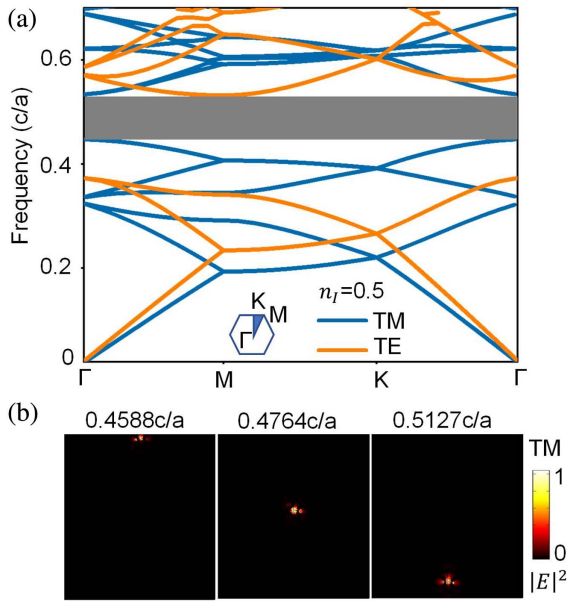 (a)
Frequency (c/a)
0.6
0.4
0.2
0
n_I=0.5
K
M
Γ
TM
TE
Γ
M
K
Γ
(b)
0.4588c/a
0.4764c/a
0.5127c/a
TM
1
0
|E|²